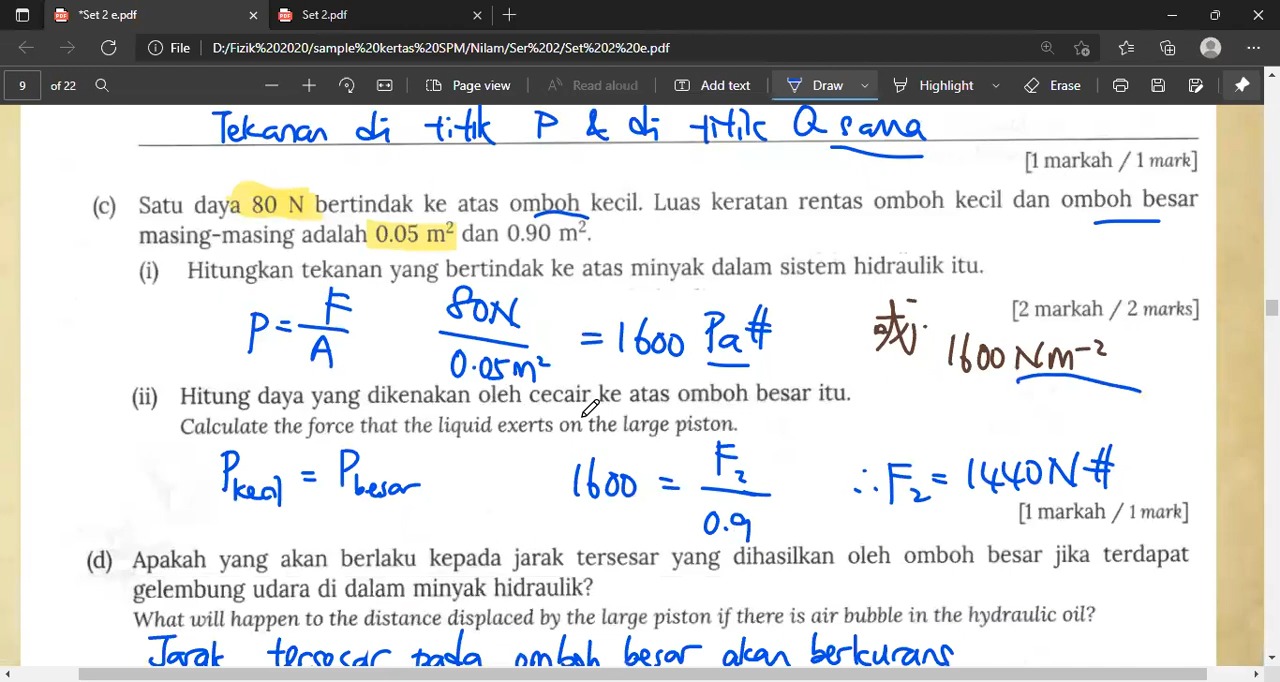 *Set 2 e.pdf
Set 2.pdf
File D:/Fizik%202020/sample%20kertas%20SPM/Nilam/Ser%202/Set%202%20e.pdf
9 of 22 Page view Read aloud Add text Draw Highlight Erase
Tekanan di titik P & di titik Q sama
[1 markah / 1 mark]
(c) Satu daya 80 N bertindak ke atas omboh kecil. Luas keratan rentas omboh kecil dan omboh besar
masing-masing adalah 0.05 m² dan 0.90 m².
(i) Hitungkan tekanan yang bertindak ke atas minyak dalam sistem hidraulik itu.
[2 markah / 2 marks]
P = F/A 80N/0.05m² = 1600 Pa# 或. 1600 Nm⁻²
(ii) Hitung daya yang dikenakan oleh cecair ke atas omboh besar itu.
Calculate the force that the liquid exerts on the large piston.
P kecil = P besar 1600 = F₂/0.9 ∴ F₂ = 1440 N #
[1 markah / 1 mark]
(d) Apakah yang akan berlaku kepada jarak tersesar yang dihasilkan oleh omboh besar jika terdapat
gelembung udara di dalam minyak hidraulik?
What will happen to the distance displaced by the large piston if there is air bubble in the hydraulic oil?
Jarak tersesar pada omboh besar akan berkurang